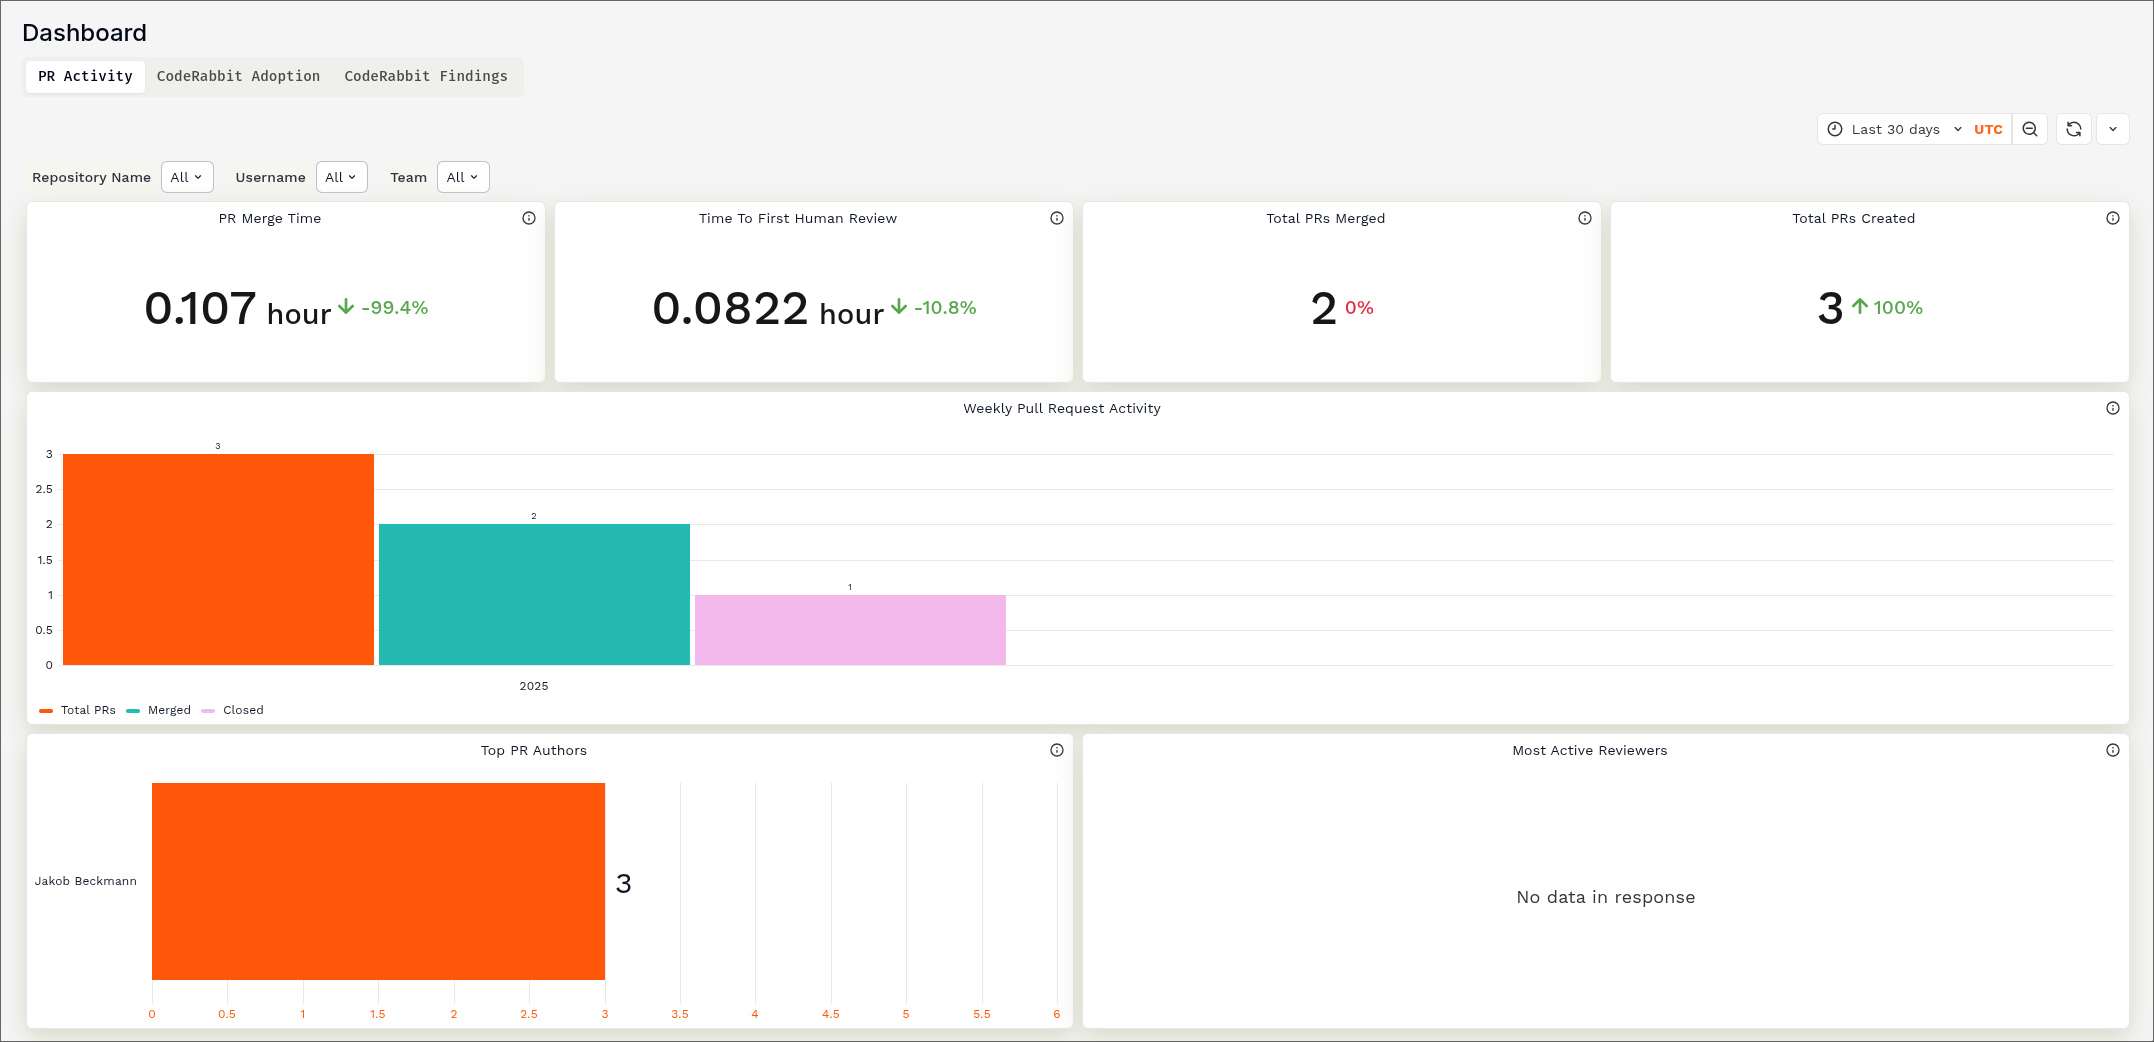 Dashboard
PR Activity CodeRabbit Adoption CodeRabbit Findings
Last 30 days UTC
Repository Name All Username All Team All
PR Merge Time
0.107 hour -99.4%
Time To First Human Review
0.0822 hour -10.8%
Total PRs Merged
2 0%
Total PRs Created
3 100%
Weekly Pull Request Activity
3
3
2.5
2
2
1.5
1
1
0.5
0
2025
Total PRs Merged Closed
Top PR Authors
Jakob Beckmann
3
0 0.5 1 1.5 2 2.5 3 3.5 4 4.5 5 5.5 6
Most Active Reviewers
No data in response